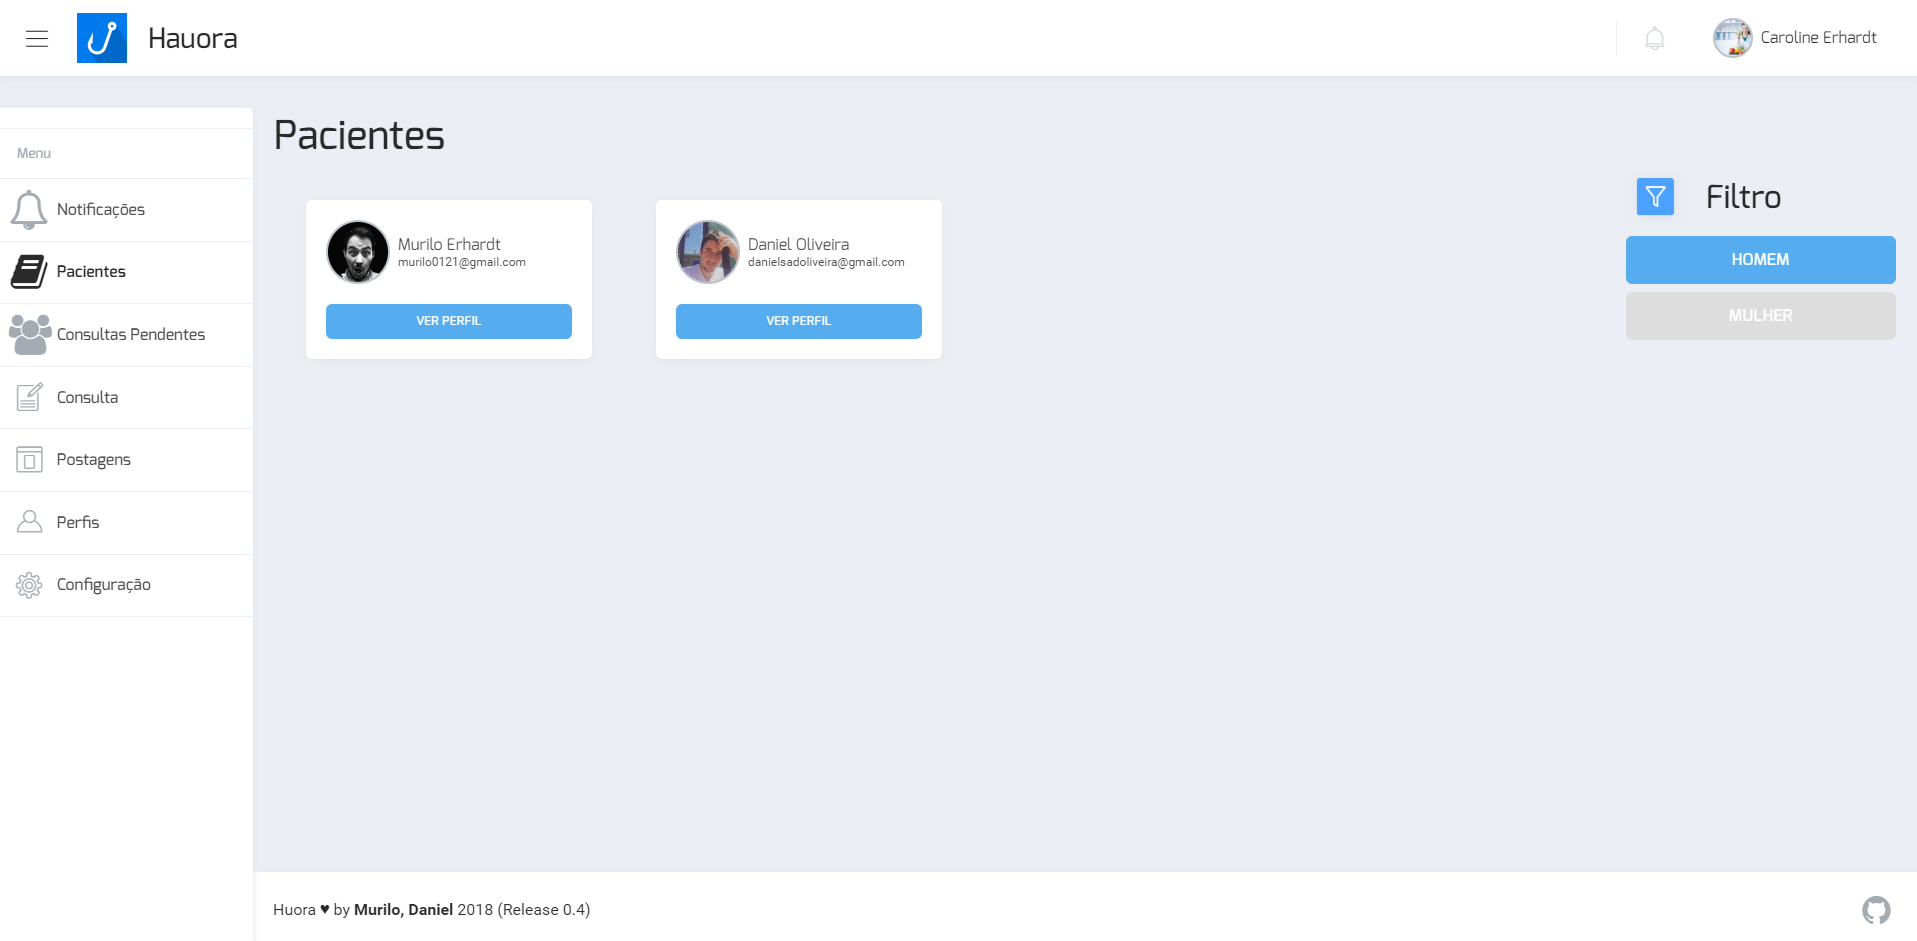 Hauora
Caroline Erhardt
Menu
Notificações
Pacientes
Consultas Pendentes
Consulta
Postagens
Perfis
Configuração
Pacientes
Murilo Erhardt
murilo0121@gmail.com
VER PERFIL
Daniel Oliveira
danielsadoliveira@gmail.com
VER PERFIL
Filtro
HOMEM
MULHER
Huora ♥ by Murilo, Daniel 2018 (Release 0.4)